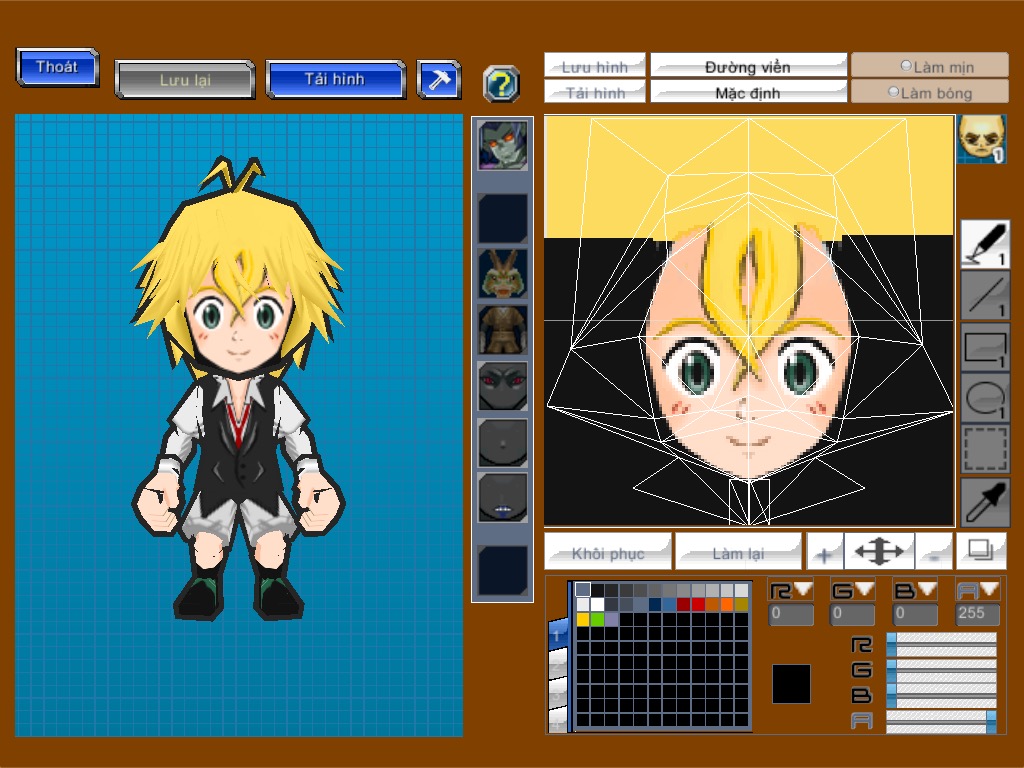 Thoát
Lưu lại
Tải hình
Lưu hình
Đường viền
Làm mịn
Tải hình
Mặc định
Làm bóng
1
1
1
1
1
Khôi phục
Làm lại
+
-
R G B A
0 0 0 255
1
R
G
B
A